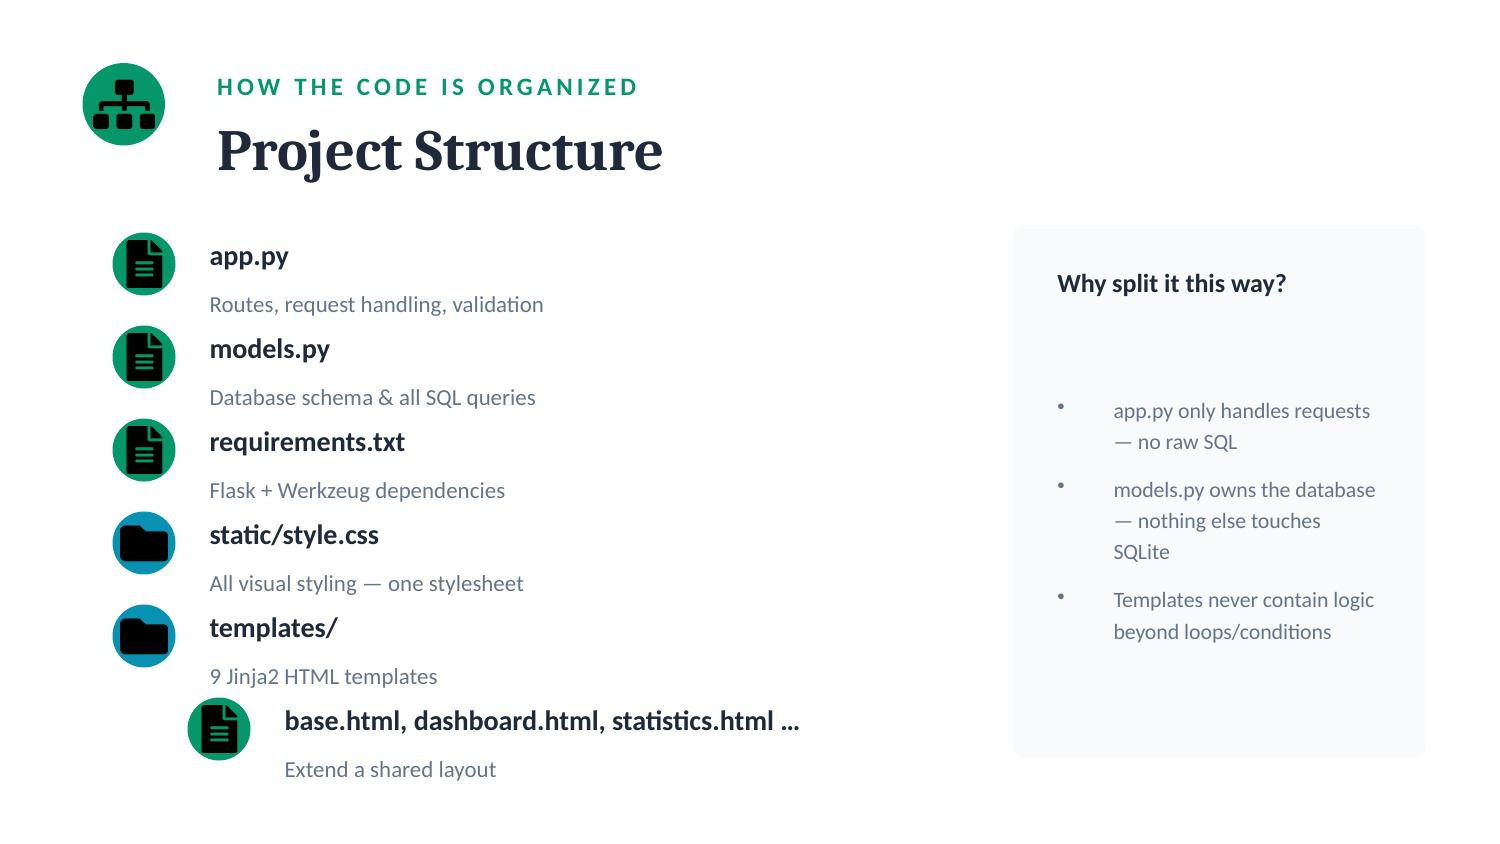 HOW THE CODE IS ORGANIZED
Project Structure
app.py
Routes, request handling, validation
models.py
Database schema & all SQL queries
requirements.txt
Flask + Werkzeug dependencies
static/style.css
All visual styling — one stylesheet
templates/
9 Jinja2 HTML templates
base.html, dashboard.html, statistics.html ...
Extend a shared layout
Why split it this way?
• app.py only handles requests
— no raw SQL
• models.py owns the database
— nothing else touches
SQLite
• Templates never contain logic
beyond loops/conditions